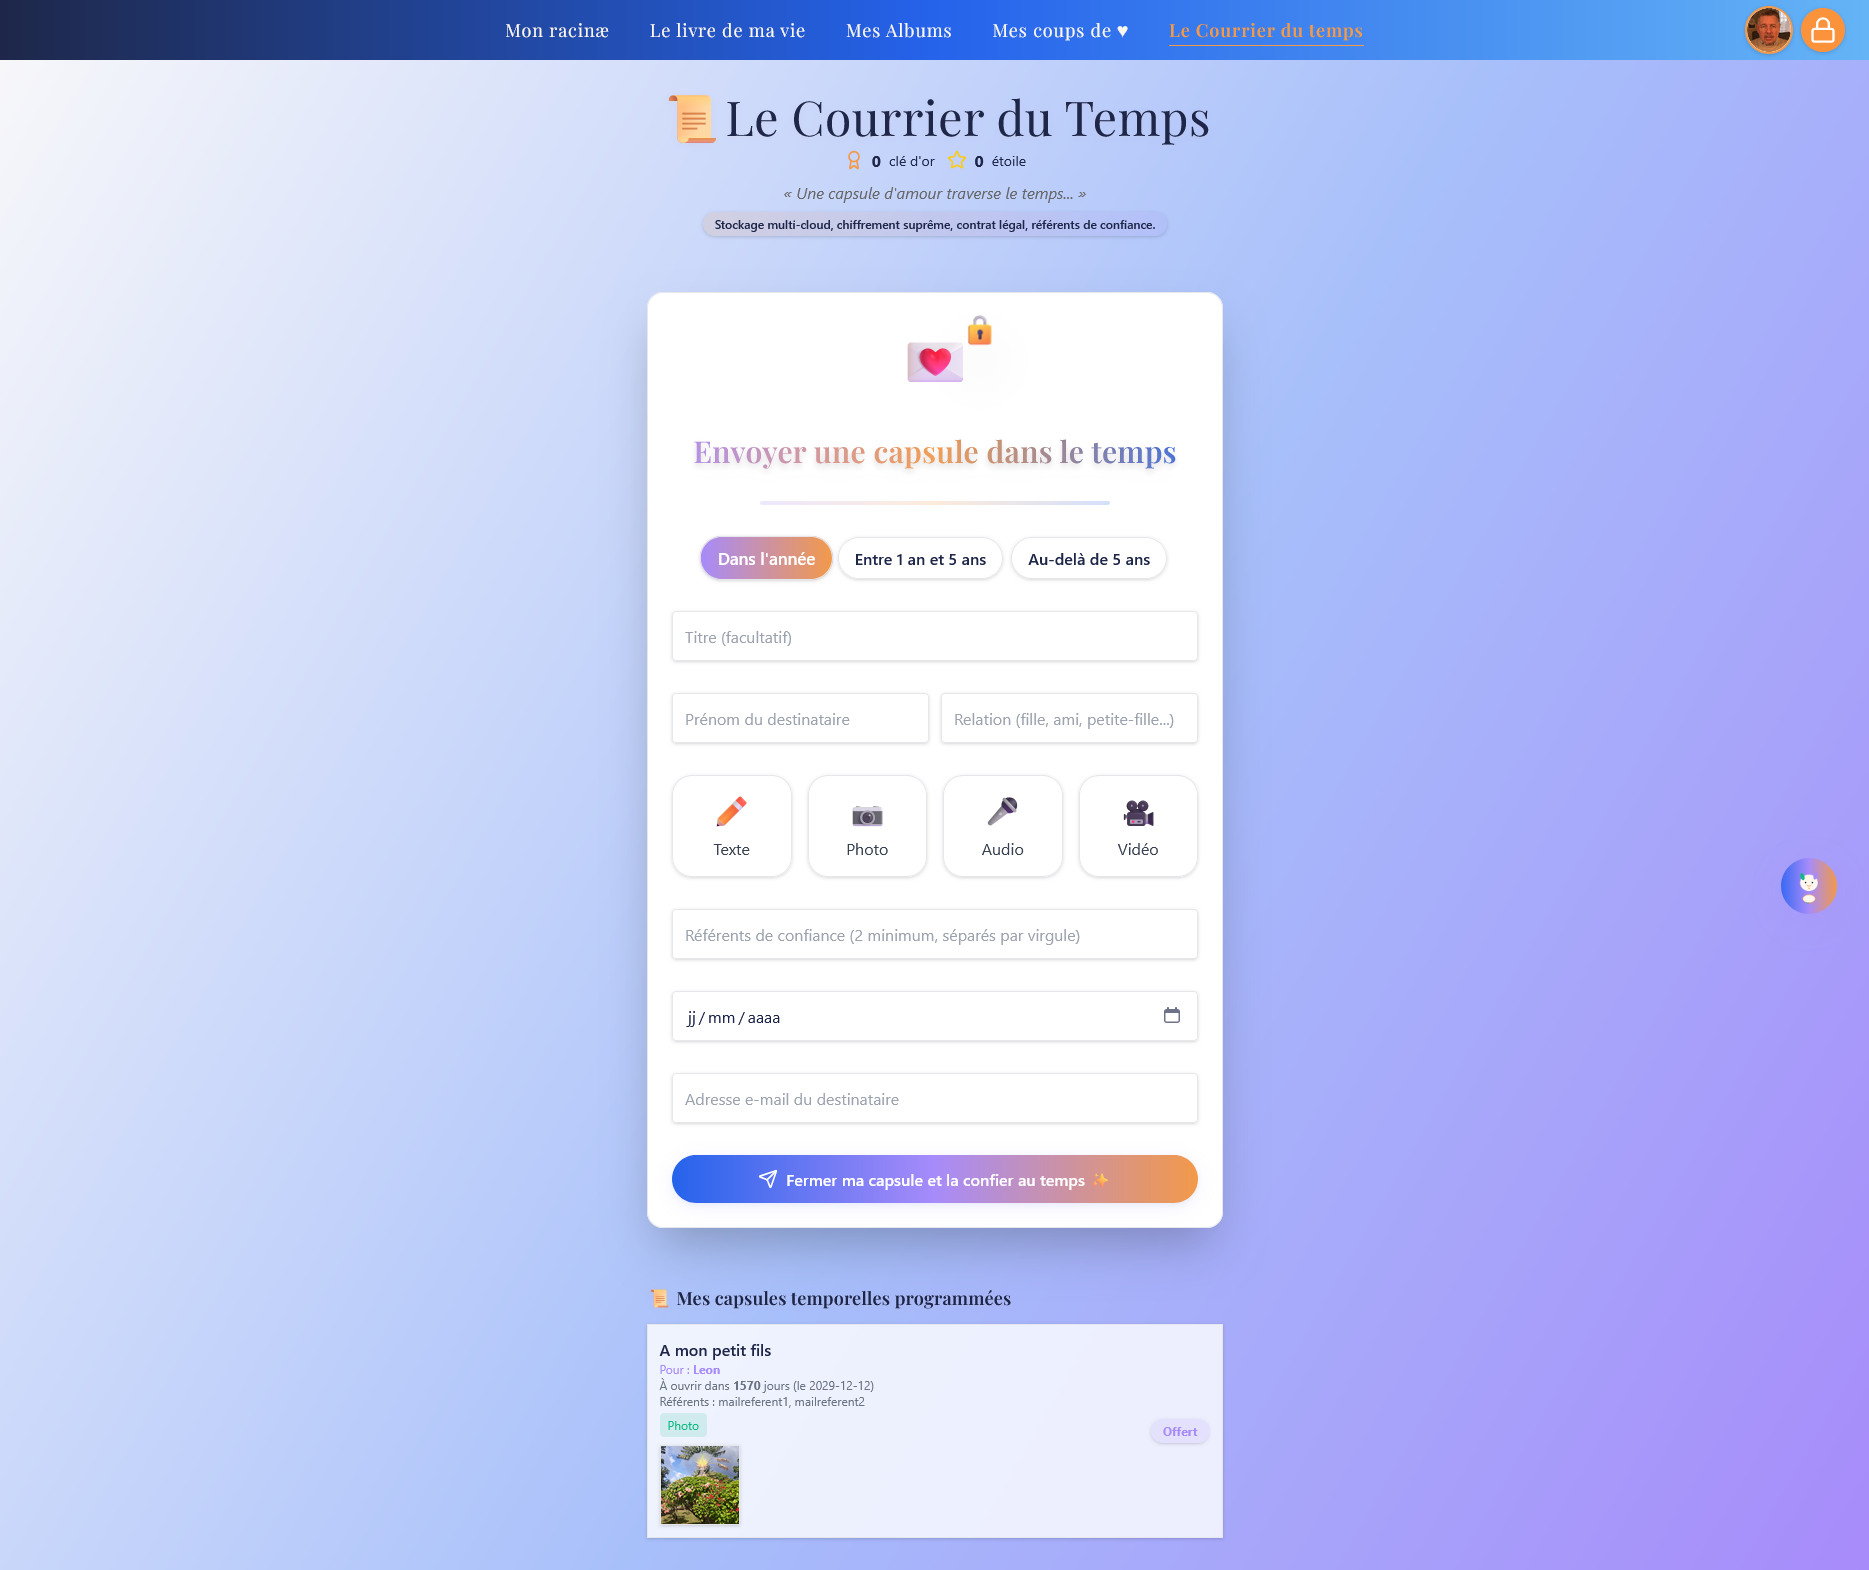 Mon racinæ Le livre de ma vie Mes Albums Mes coups de ♥ Le Courrier du temps
Le Courrier du Temps
0 clé d'or 0 étoile
« Une capsule d'amour traverse le temps... »
Stockage multi-cloud, chiffrement suprême, contrat légal, référents de confiance.
Envoyer une capsule dans le temps
Dans l'année Entre 1 an et 5 ans Au-delà de 5 ans
Titre (facultatif)
Prénom du destinataire Relation (fille, ami, petite-fille...)
Texte Photo Audio Vidéo
Référents de confiance (2 minimum, séparés par virgule)
jj/mm/aaaa
Adresse e-mail du destinataire
Fermer ma capsule et la confier au temps ✨
Mes capsules temporelles programmées
A mon petit fils
Pour : Leon
À ouvrir dans 1570 jours (le 2029-12-12)
Référents : mailreferent1, mailreferent2
Photo
Offert